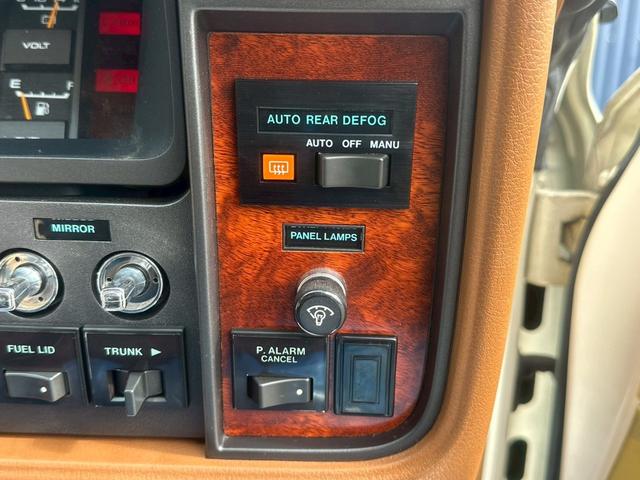 VOLT
E F
AUTO REAR DEFOG
AUTO OFF MANU
MIRROR
PANEL LAMPS
FUEL LID
TRUNK ▶
P. ALARM
CANCEL